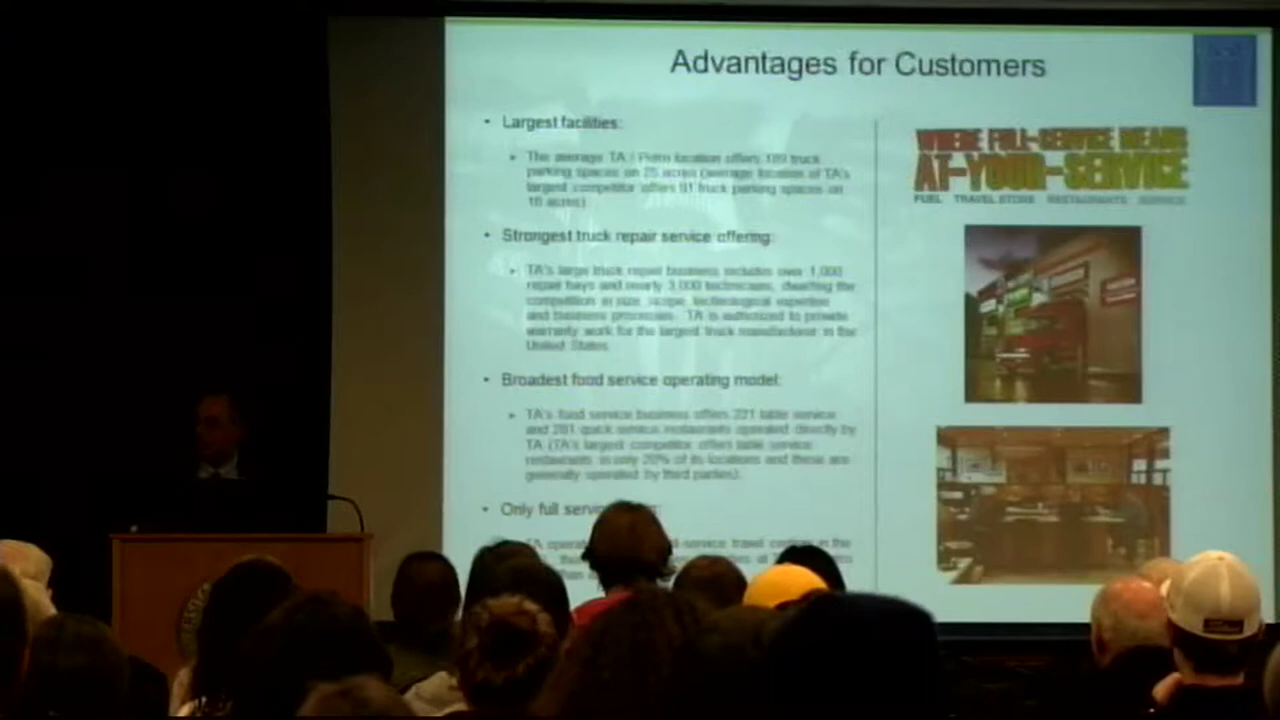 Advantages for Customers
• Largest facilities:
The average TA / Petro location offers 189 truck
parking spaces on 25 acres (average location of TA's
largest competitor offers 91 truck parking spaces on
16 acres)
• Strongest truck repair service offering:
TA's large truck repair business includes over 1,000
repair bays and nearly 3,000 technicians, dwarfing the
competition in size, scope, technological expertise
and business processes. TA is authorized to provide
warranty work for the largest truck manufacturer in the
United States.
• Broadest food service operating model:
TA's food service business offers 221 table service
and 281 quick service restaurants operated directly by
TA (TA's largest competitor offers table service
restaurants in only 20% of its locations and these are
generally operated by third parties).
• Only full
TA service travel in the
than
WHERE FULL-SERVICE MEANS
AT-YOUR-SERVICE
FUEL TRAVEL STORE RESTAURANTS SERVICE